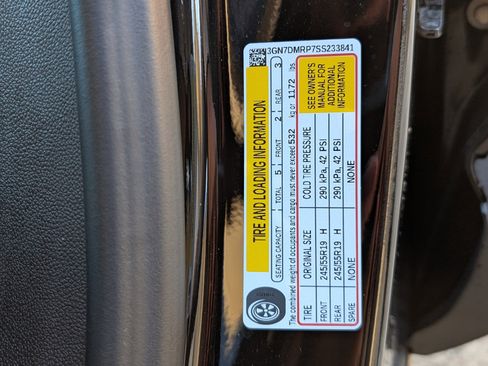 3GN7DMRP7SS233841
TIRE AND LOADING INFORMATION
SEATING CAPACITY TOTAL 5 FRONT 2 REAR 3
The combined weight of occupants and cargo must never exceed 532 kg or 1172 lbs.
TIRE ORIGINAL SIZE COLD TIRE PRESSURE
FRONT 245/55R19 H 290 kPa, 42 PSI
REAR 245/55R19 H 290 kPa, 42 PSI
SPARE NONE NONE
SEE OWNER'S
MANUAL FOR
ADDITIONAL
INFORMATION